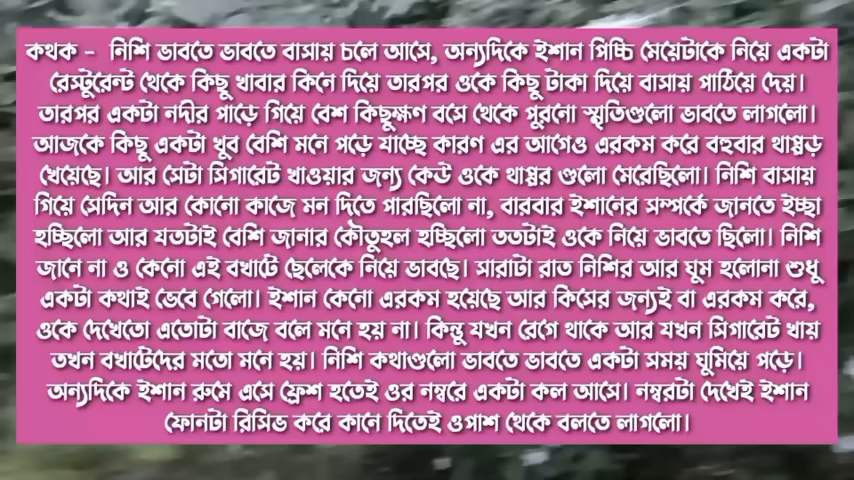 কথক - নিশি ভাবতে ভাবতে বাসায় চলে আসে, অন্যদিকে ইশান পিচ্চি মেয়েটাকে নিয়ে একটা
রেস্টুরেন্ট থেকে কিছু খাবার কিনে দিয়ে তারপর ওকে কিছু টাকা দিয়ে বাসায় পাঠিয়ে দেয়।
তারপর একটা নদীর পাড়ে গিয়ে বেশ কিছুক্ষণ বসে থেকে পুরনো স্মৃতিগুলো ভাবতে লাগলো।
আজকে কিছু একটা খুব বেশি মনে পড়ে যাচ্ছে কারণ এর আগেও এরকম করে বহুবার থাপ্পড়
খেয়েছে। আর সেটা সিগারেট খাওয়ার জন্য কেউ ওকে থাপ্পর গুলো মেরেছিলো। নিশি বাসায়
গিয়ে সেদিন আর কোনো কাজে মন দিতে পারছিলো না, বারবার ইশানের সম্পর্কে জানতে ইচ্ছা
হচ্ছিলো আর যতটাই বেশি জানার কৌতুহল হচ্ছিলো ততটাই ওকে নিয়ে ভাবতে ছিলো। নিশি
জানে না ও কেনো এই বখাটে ছেলেকে নিয়ে ভাবছে। সারাটা রাত নিশির আর ঘুম হলোনা শুধু
একটা কথাই ভেবে গেলো। ইশান কেনো এরকম হয়েছে আর কিসের জন্যই বা এরকম করে,
ওকে দেখেতো এতোটা বাজে বলে মনে হয় না। কিন্তু যখন রেগে থাকে আর যখন সিগারেট খায়
তখন বখাটেদের মতো মনে হয়। নিশি কথাগুলো ভাবতে ভাবতে একটা সময় ঘুমিয়ে পড়ে।
অন্যদিকে ইশান রুমে এসে ফ্রেশ হতেই ওর নম্বরে একটা কল আসে। নম্বরটা দেখেই ইশান
ফোনটা রিসিভ করে কানে দিতেই ওপাশ থেকে বলতে লাগলো।